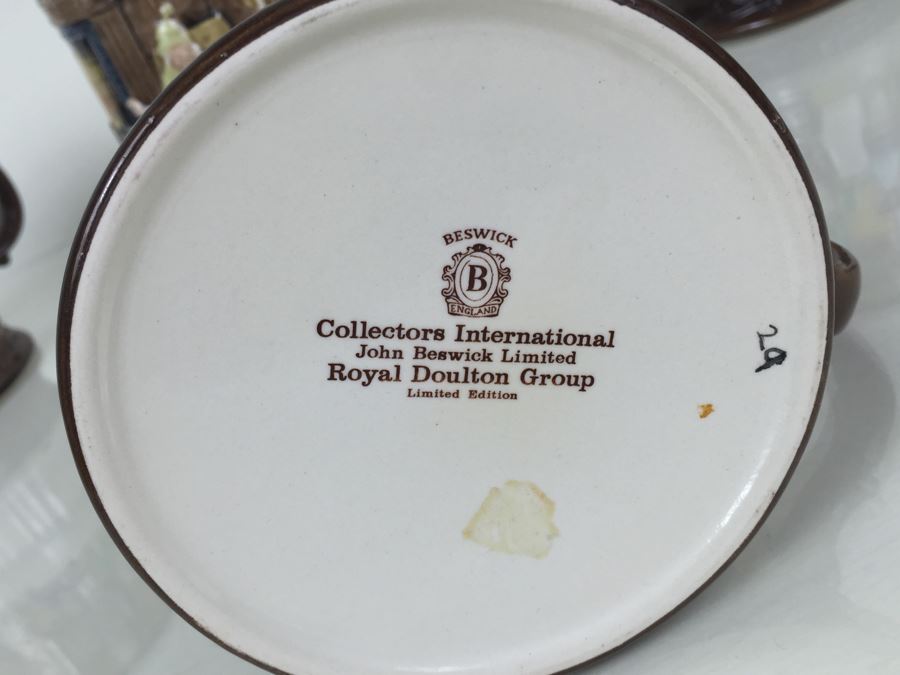 BESWICK
B
ENGLAND
Collectors International
John Beswick Limited
Royal Doulton Group
Limited Edition
29